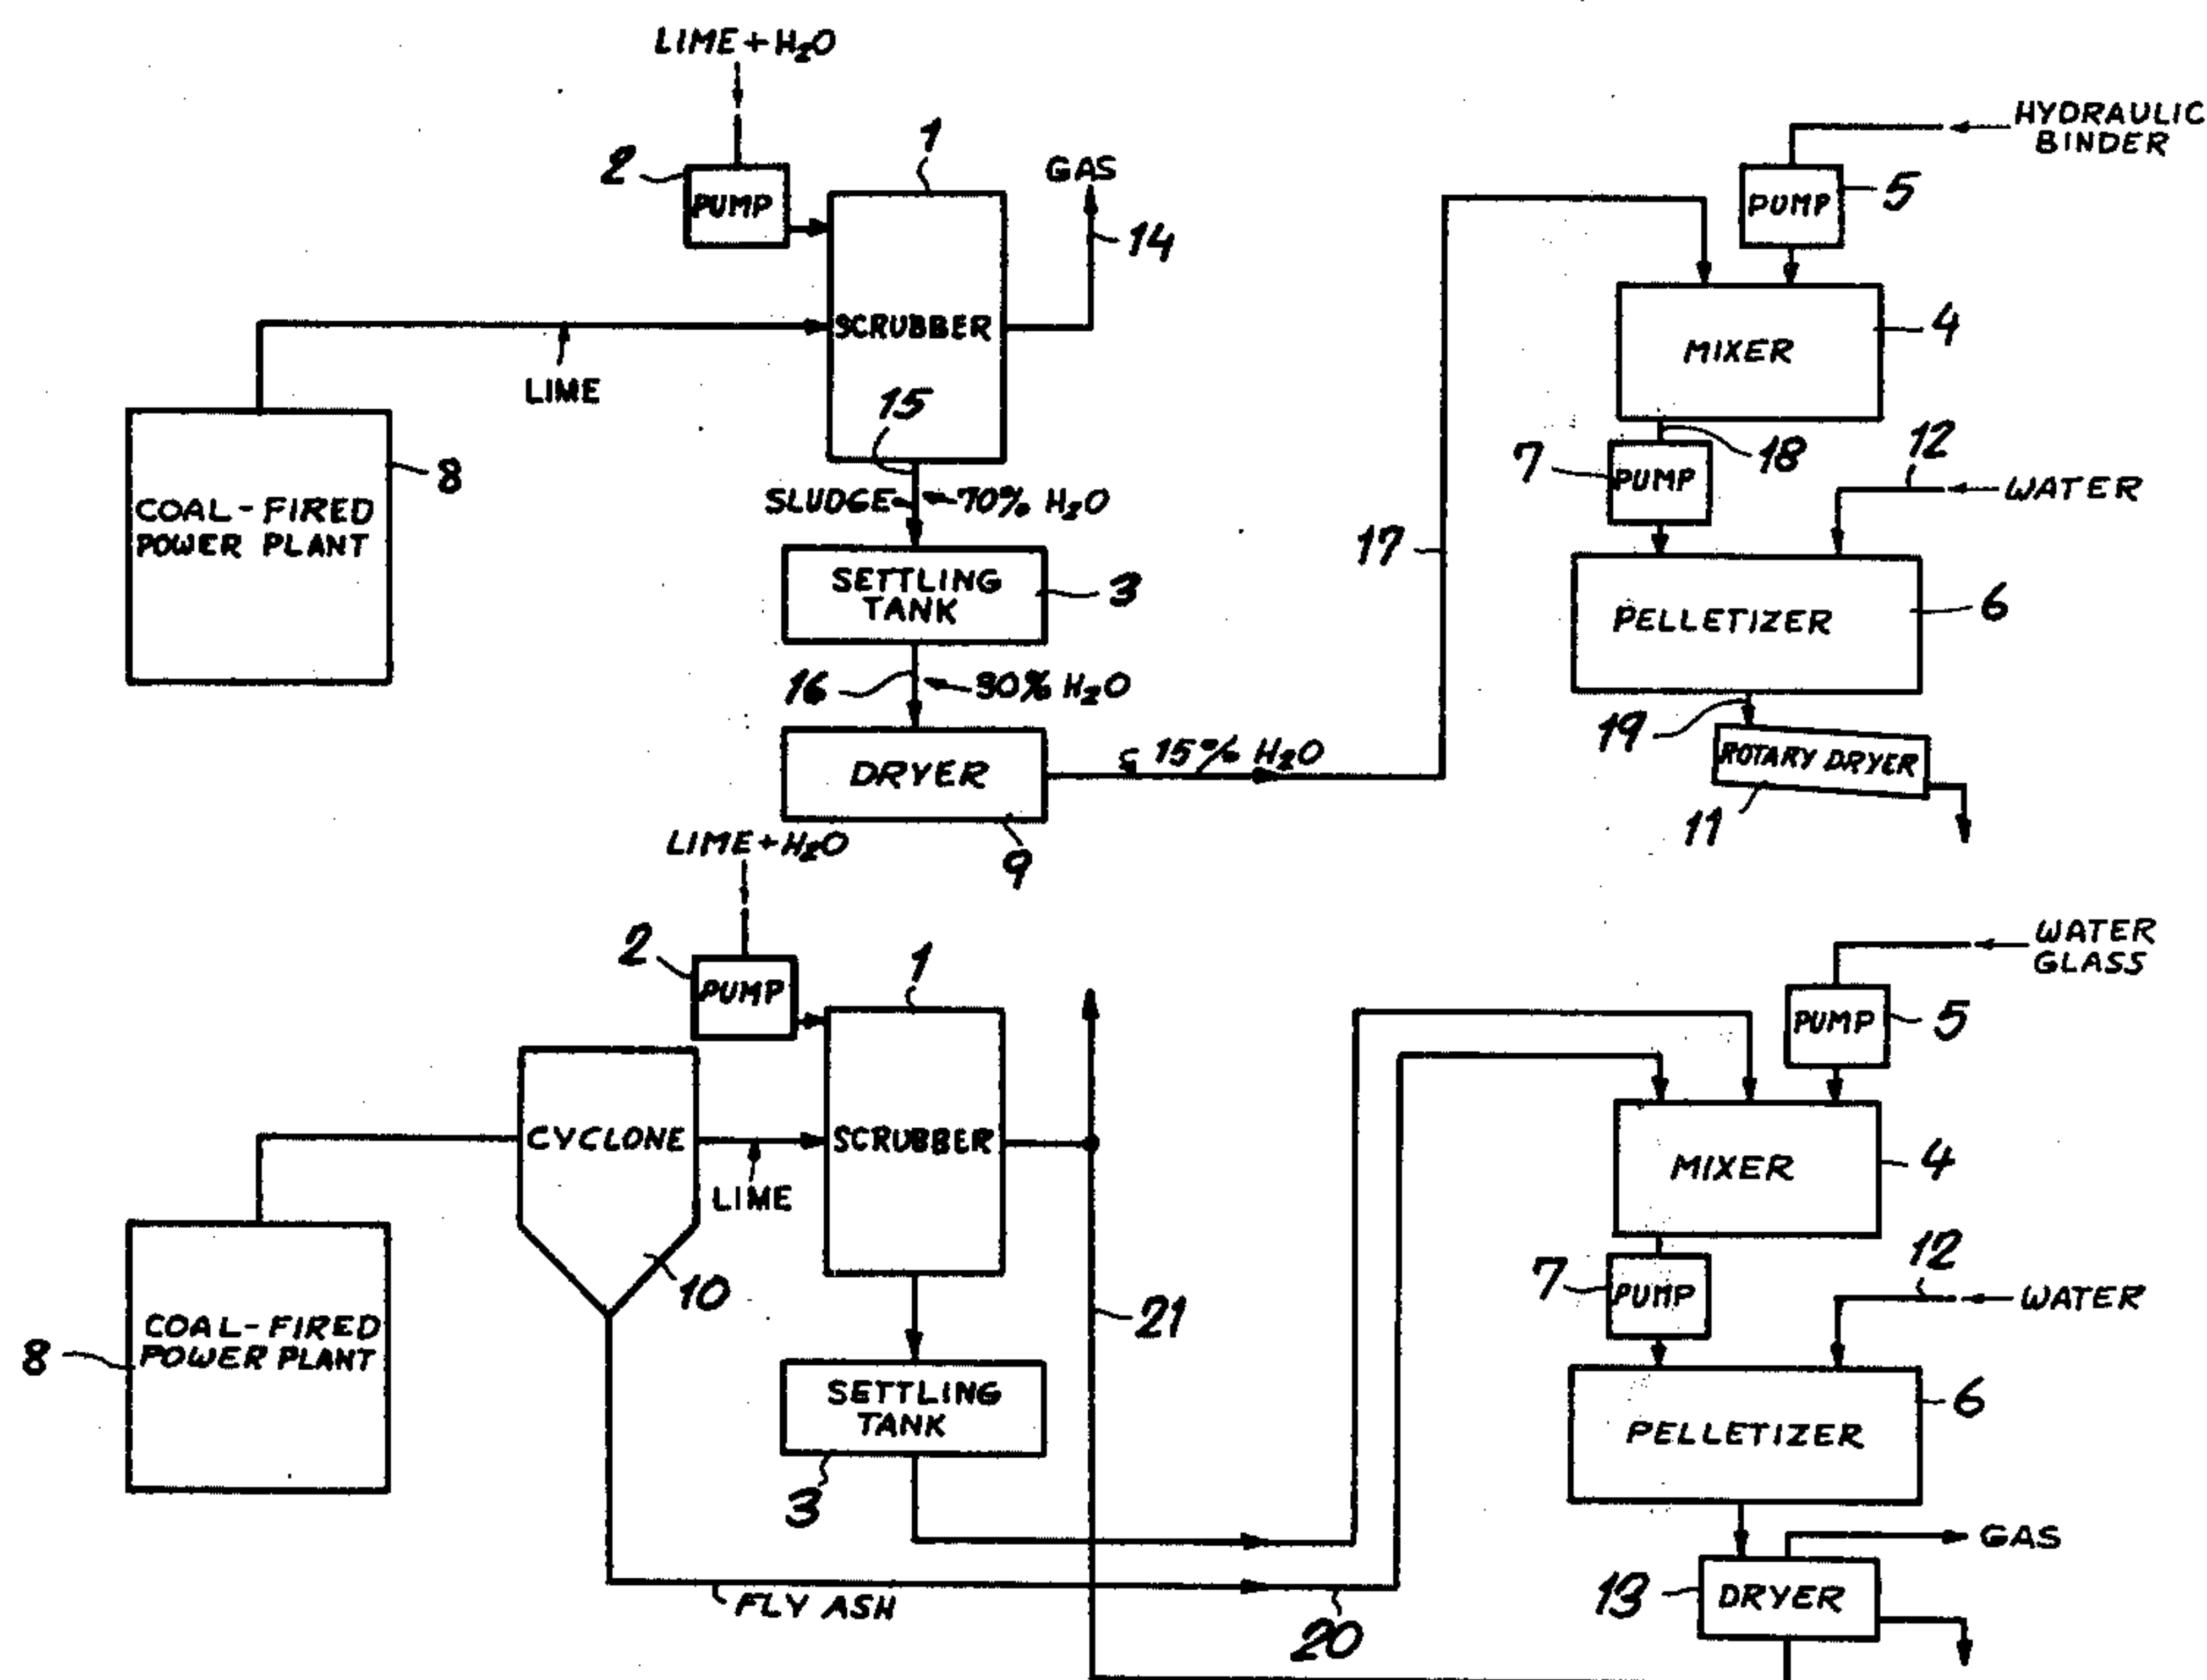 LIME + H2O
2
PUMP
1
GAS
14
SCRUBBER
LIME
15
COAL-FIRED
POWER PLANT
8
SLUDGE
70% H2O
SETTLING
TANK
3
16
30% H2O
DRYER
15% H2O
9
17
HYDRAULIC
BINDER
PUMP
5
MIXER
4
18
7
PUMP
12
WATER
PELLETIZER
6
19
ROTARY DRYER
11
LIME + H2O
2
PUMP
1
CYCLONE
SCRUBBER
LIME
10
COAL-FIRED
POWER PLANT
8
SETTLING
TANK
3
21
FLY ASH
20
WATER
GLASS
PUMP
5
MIXER
4
7
PUMP
12
WATER
PELLETIZER
6
GAS
13
DRYER